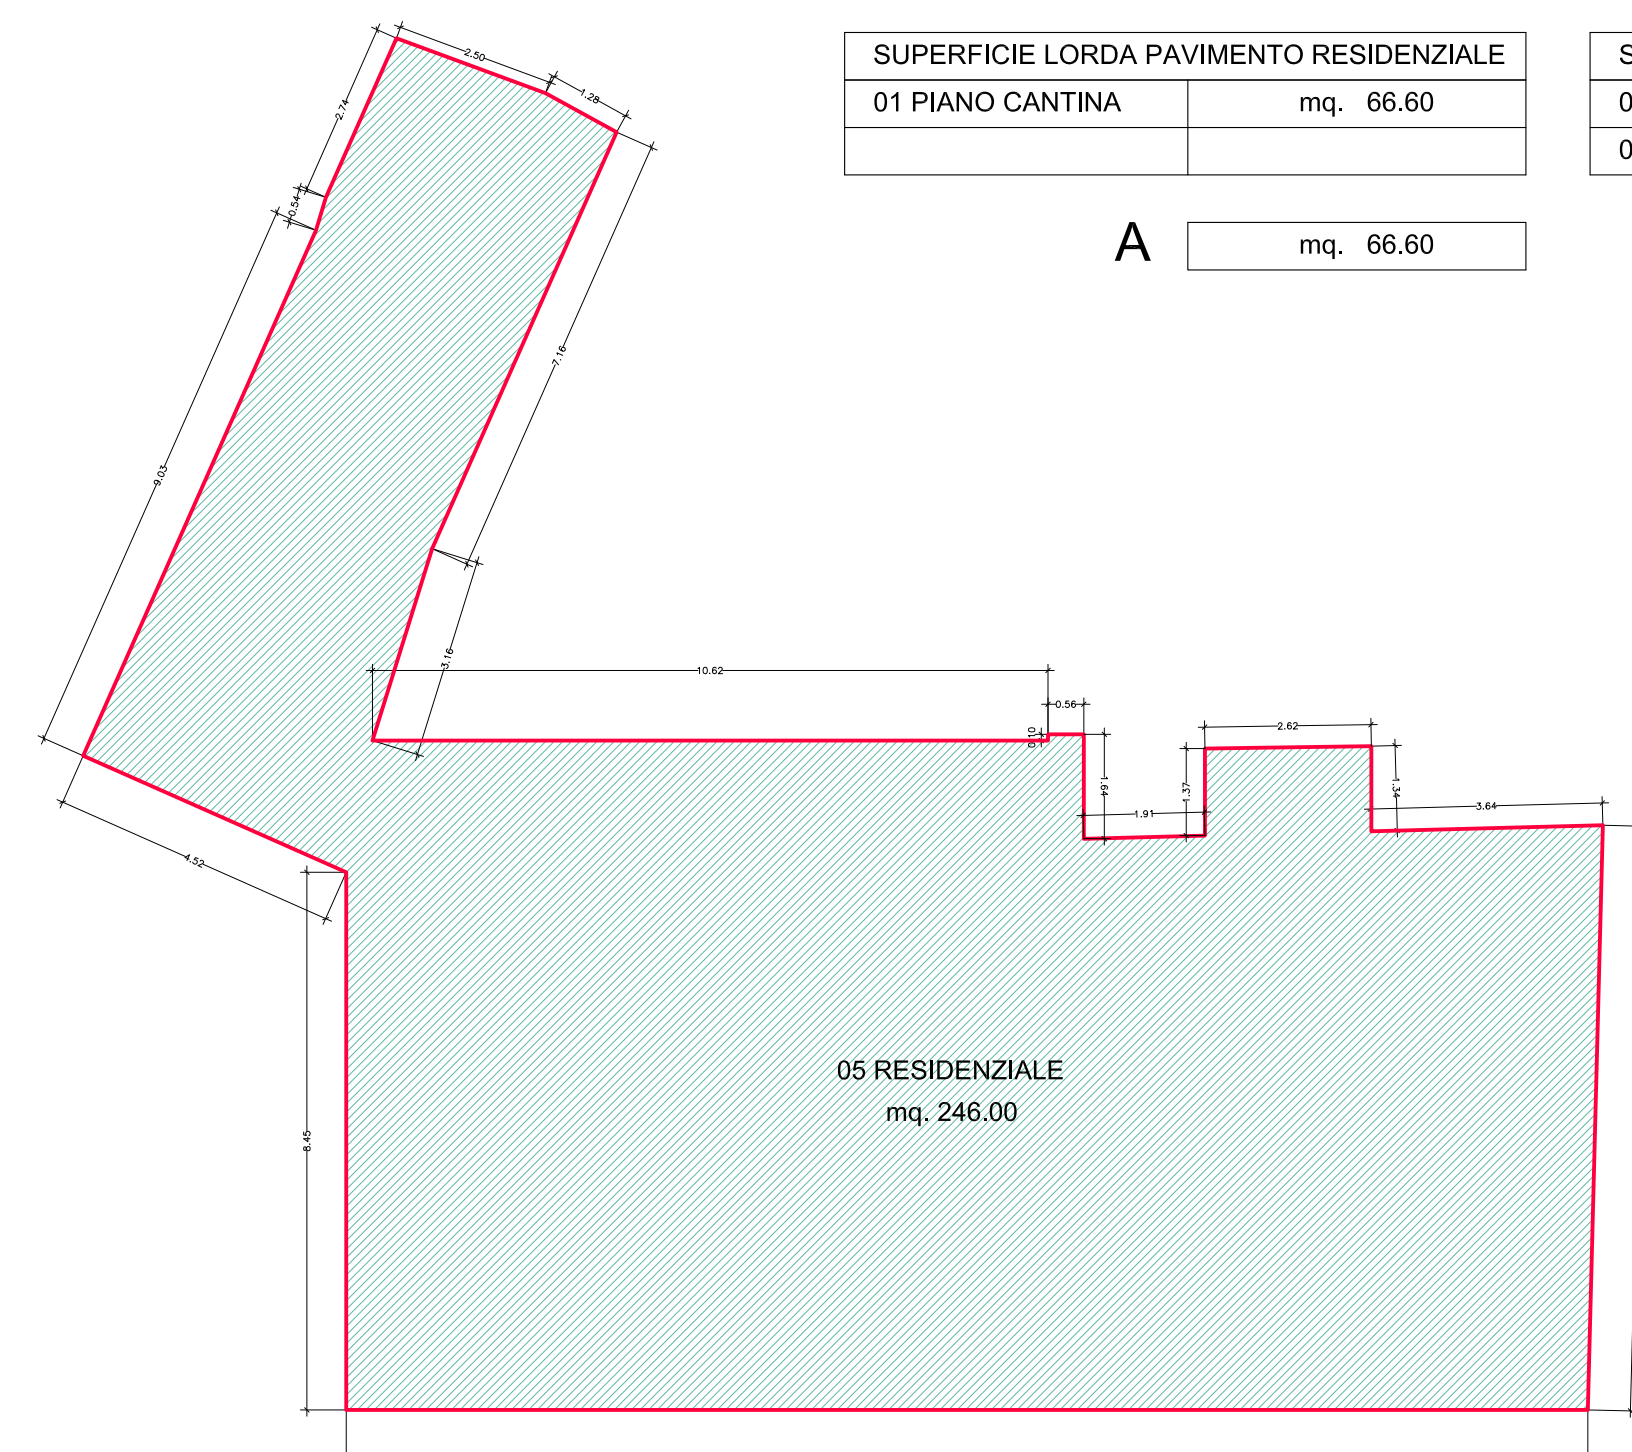 SUPERFICIE LORDA PAVIMENTO RESIDENZIALE
S
01 PIANO CANTINA
mq. 66.60
0
0
A
mq. 66.60
2.50
1.28
2.74
0.54
7.16
9.03
3.16
10.62
0.56
0.10
2.62
1.64
1.37
1.91
1.34
3.64
4.52
8.45
05 RESIDENZIALE
mq. 246.00